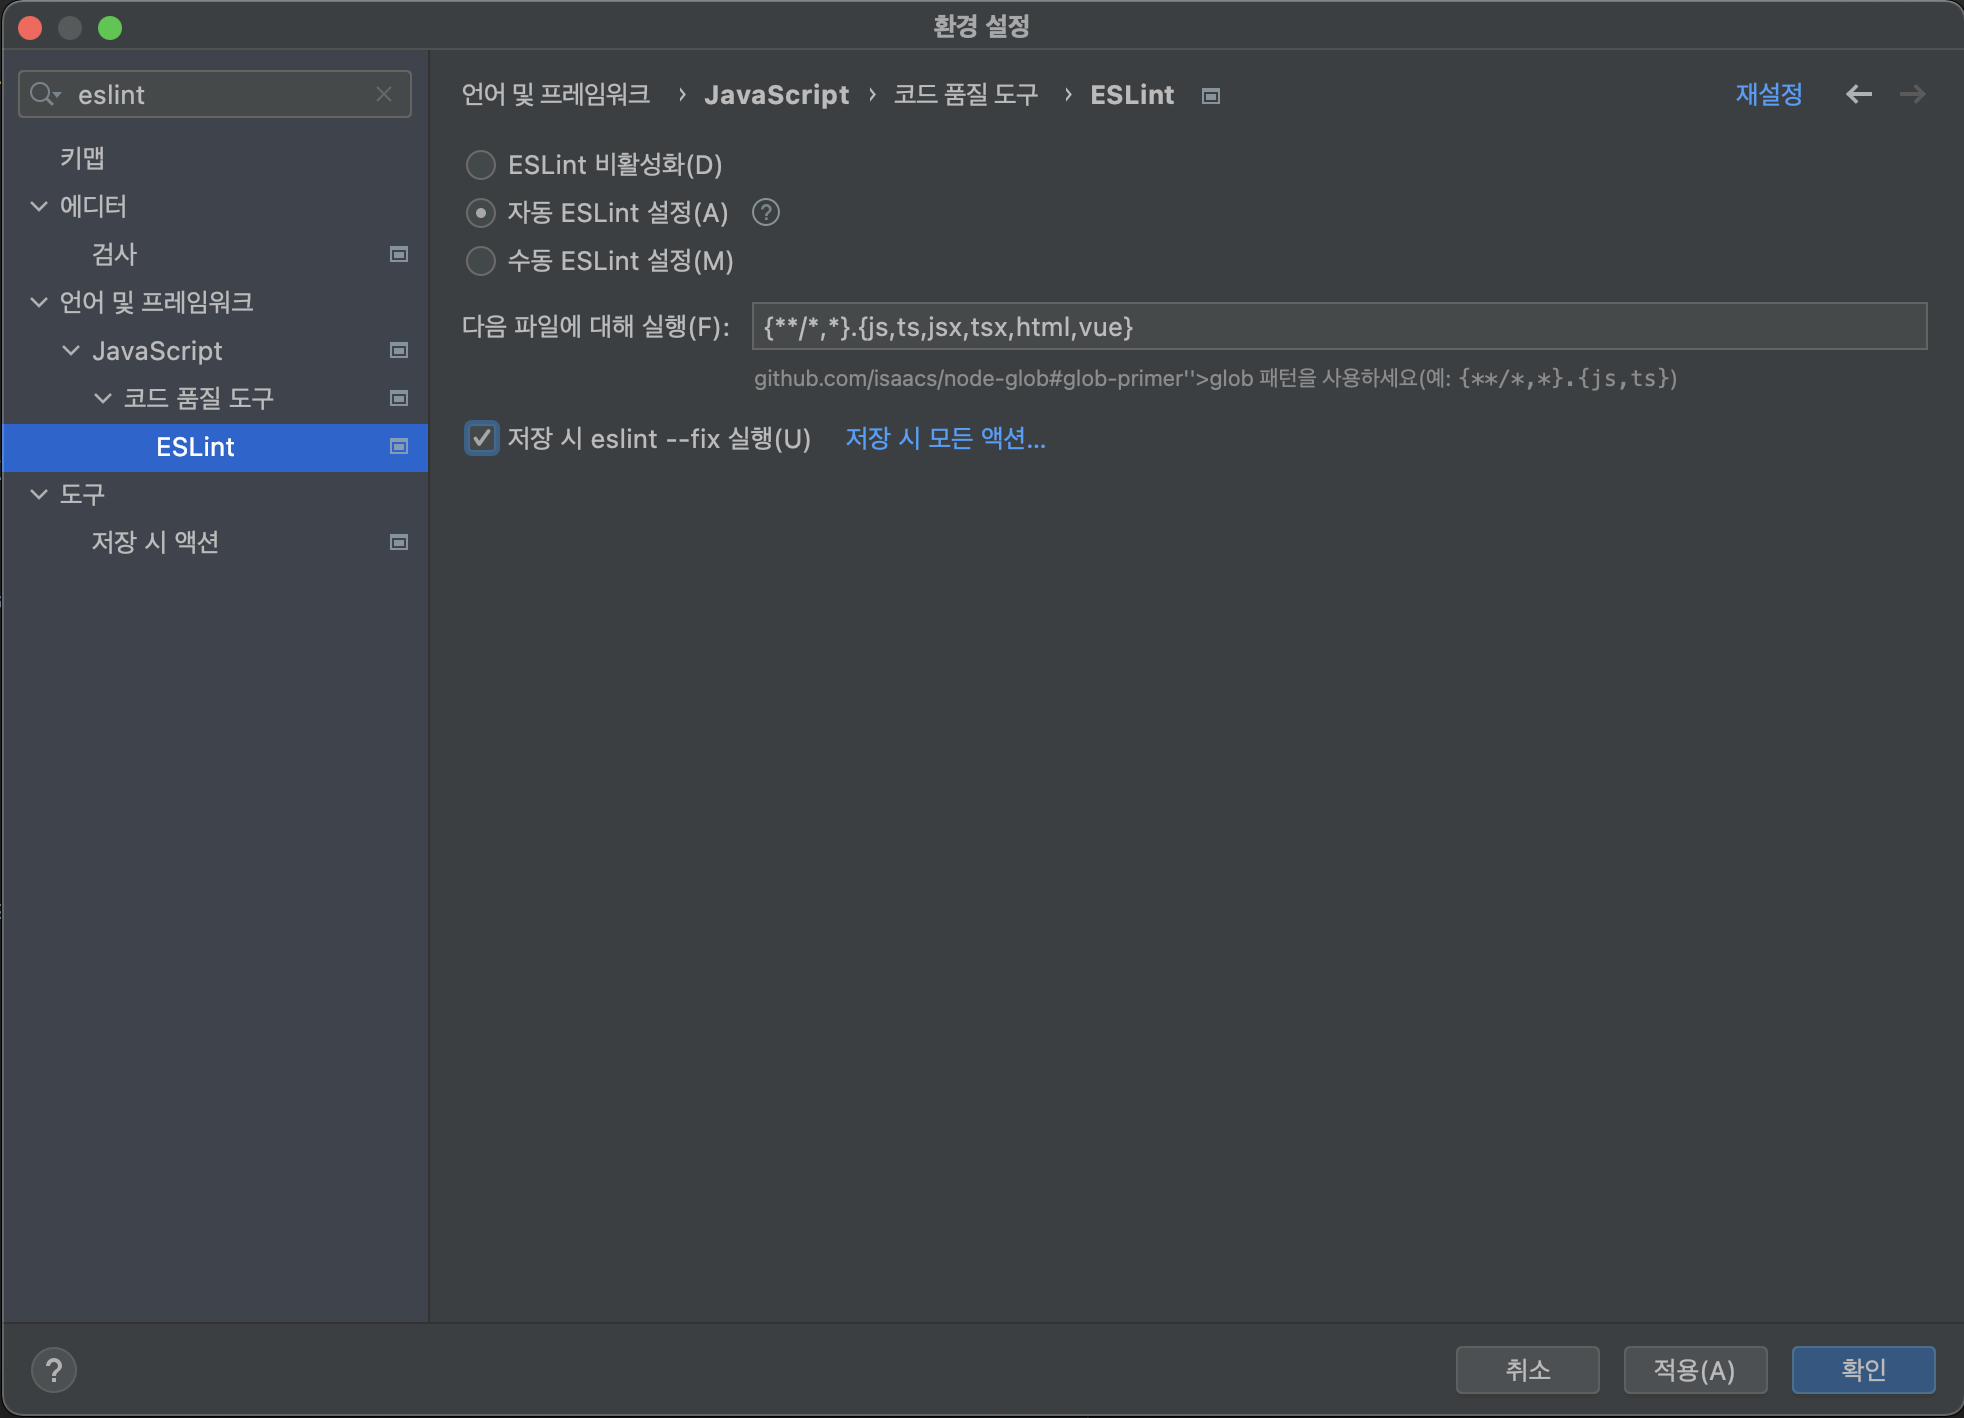 환경 설정
eslint
키맵
에디터
검사
언어 및 프레임워크
JavaScript
코드 품질 도구
ESLint
도구
저장 시 액션
언어 및 프레임워크 › JavaScript › 코드 품질 도구 › ESLint
재설정
ESLint 비활성화(D)
자동 ESLint 설정(A) ?
수동 ESLint 설정(M)
다음 파일에 대해 실행(F): {**/*,*}.{js,ts,jsx,tsx,html,vue}
github.com/isaacs/node-glob#glob-primer''>glob 패턴을 사용하세요(예: {**/*,*}.{js,ts})
저장 시 eslint --fix 실행(U) 저장 시 모든 액션...
?
취소
적용(A)
확인